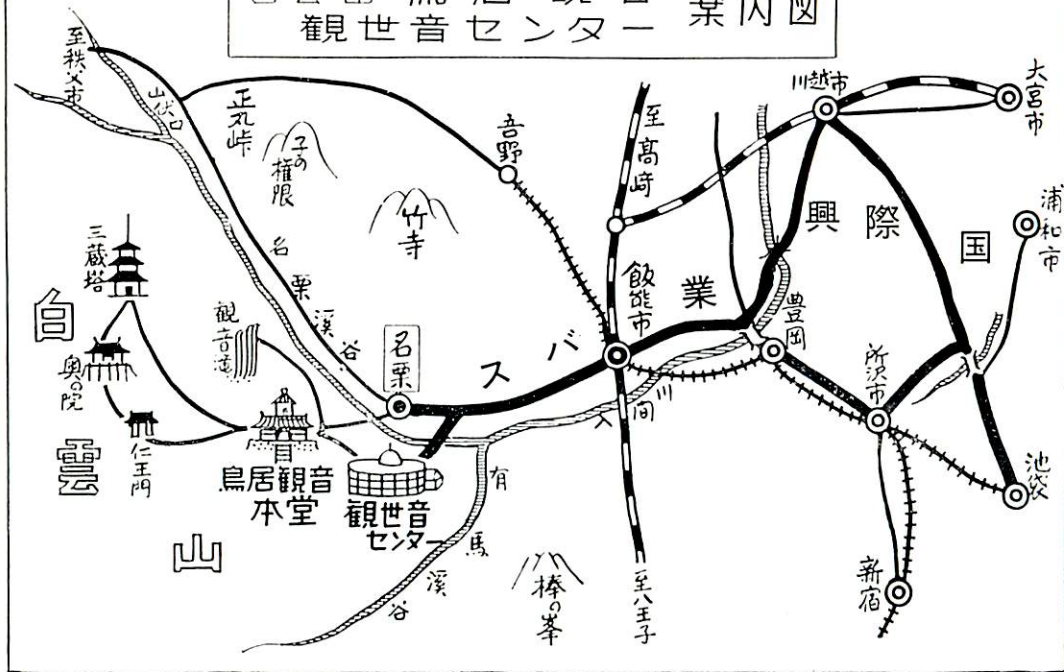 案内図
観世音センター
至秩父市
正丸峠
子の権限
竹寺
吾野
至高崎
川越市
大宮市
浦和市
国際興業バス
飯能市
豊岡
所沢市
池袋
新宿
入間川
至八王子
名栗渓谷
名栗
三蔵塔
奥の院
仁王門
観音滝
白雲山
鳥居観音
本堂
観世音
センター
有馬渓谷
棒の峯